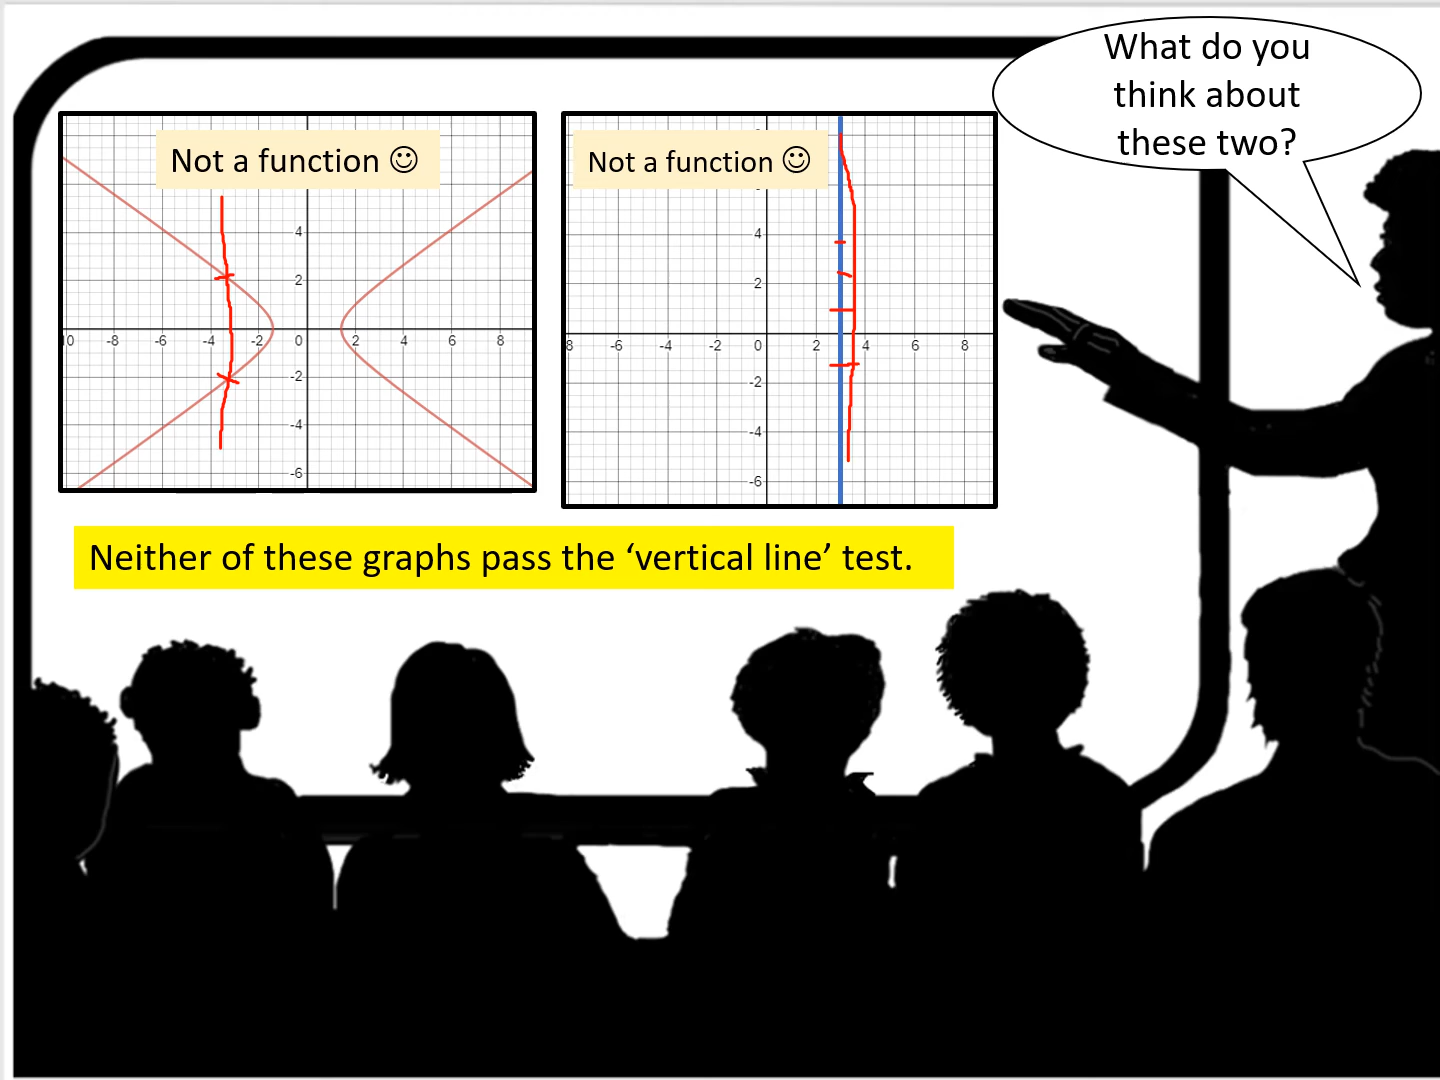 What do you
think about
these two?
Not a function ☺
4
2
10 -8 -6 -4 -2 0 2 4 6 8
-2
-4
-6
Not a function ☺
4
2
8 -6 -4 -2 0 2 4 6 8
-2
-4
-6
Neither of these graphs pass the ‘vertical line’ test.